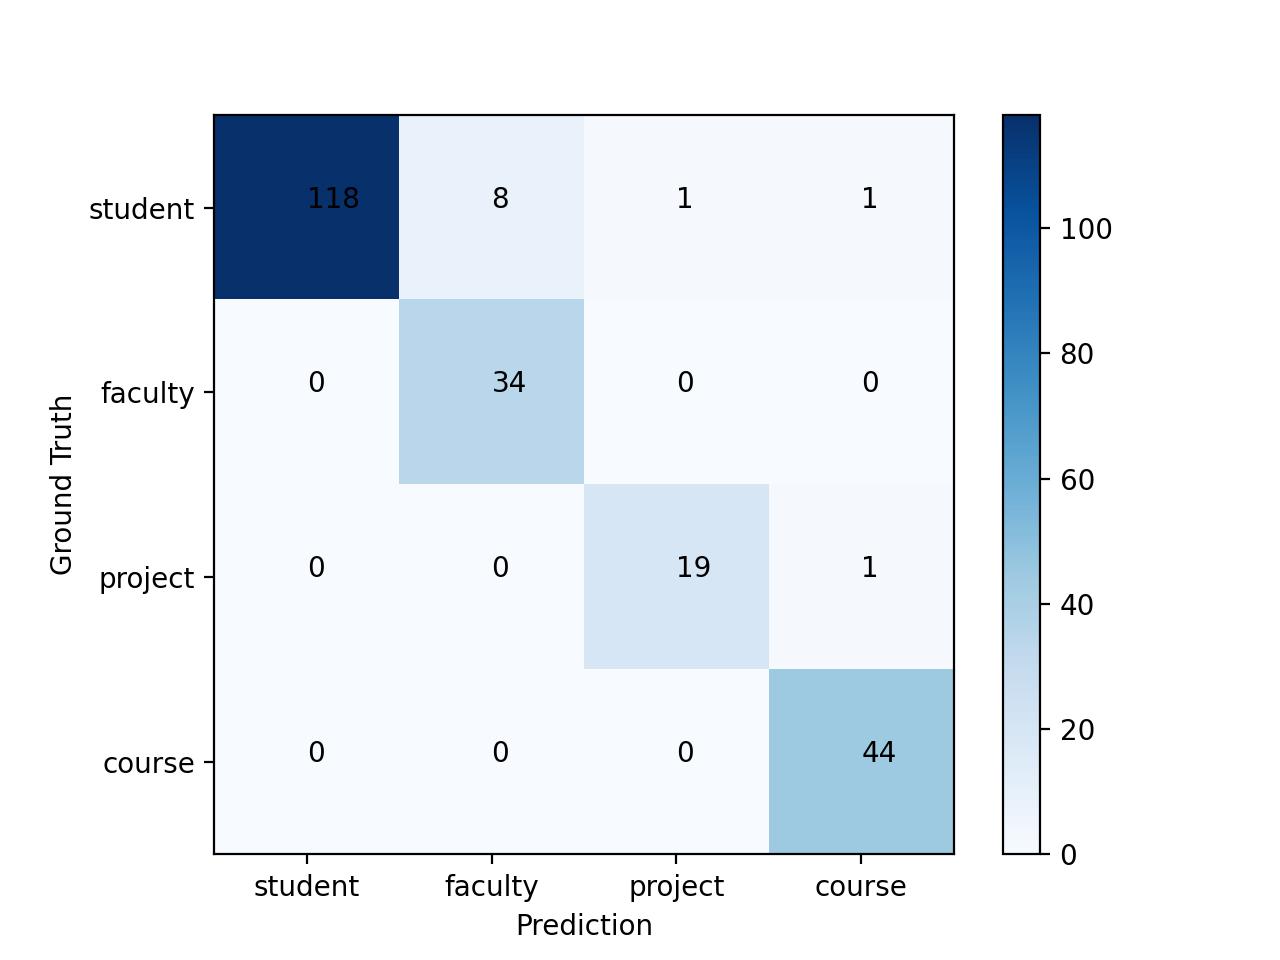 student 118 8 1 1
faculty 0 34 0 0
project 0 0 19 1
course 0 0 0 44
student faculty project course
Prediction
Ground Truth
100
80
60
40
20
0